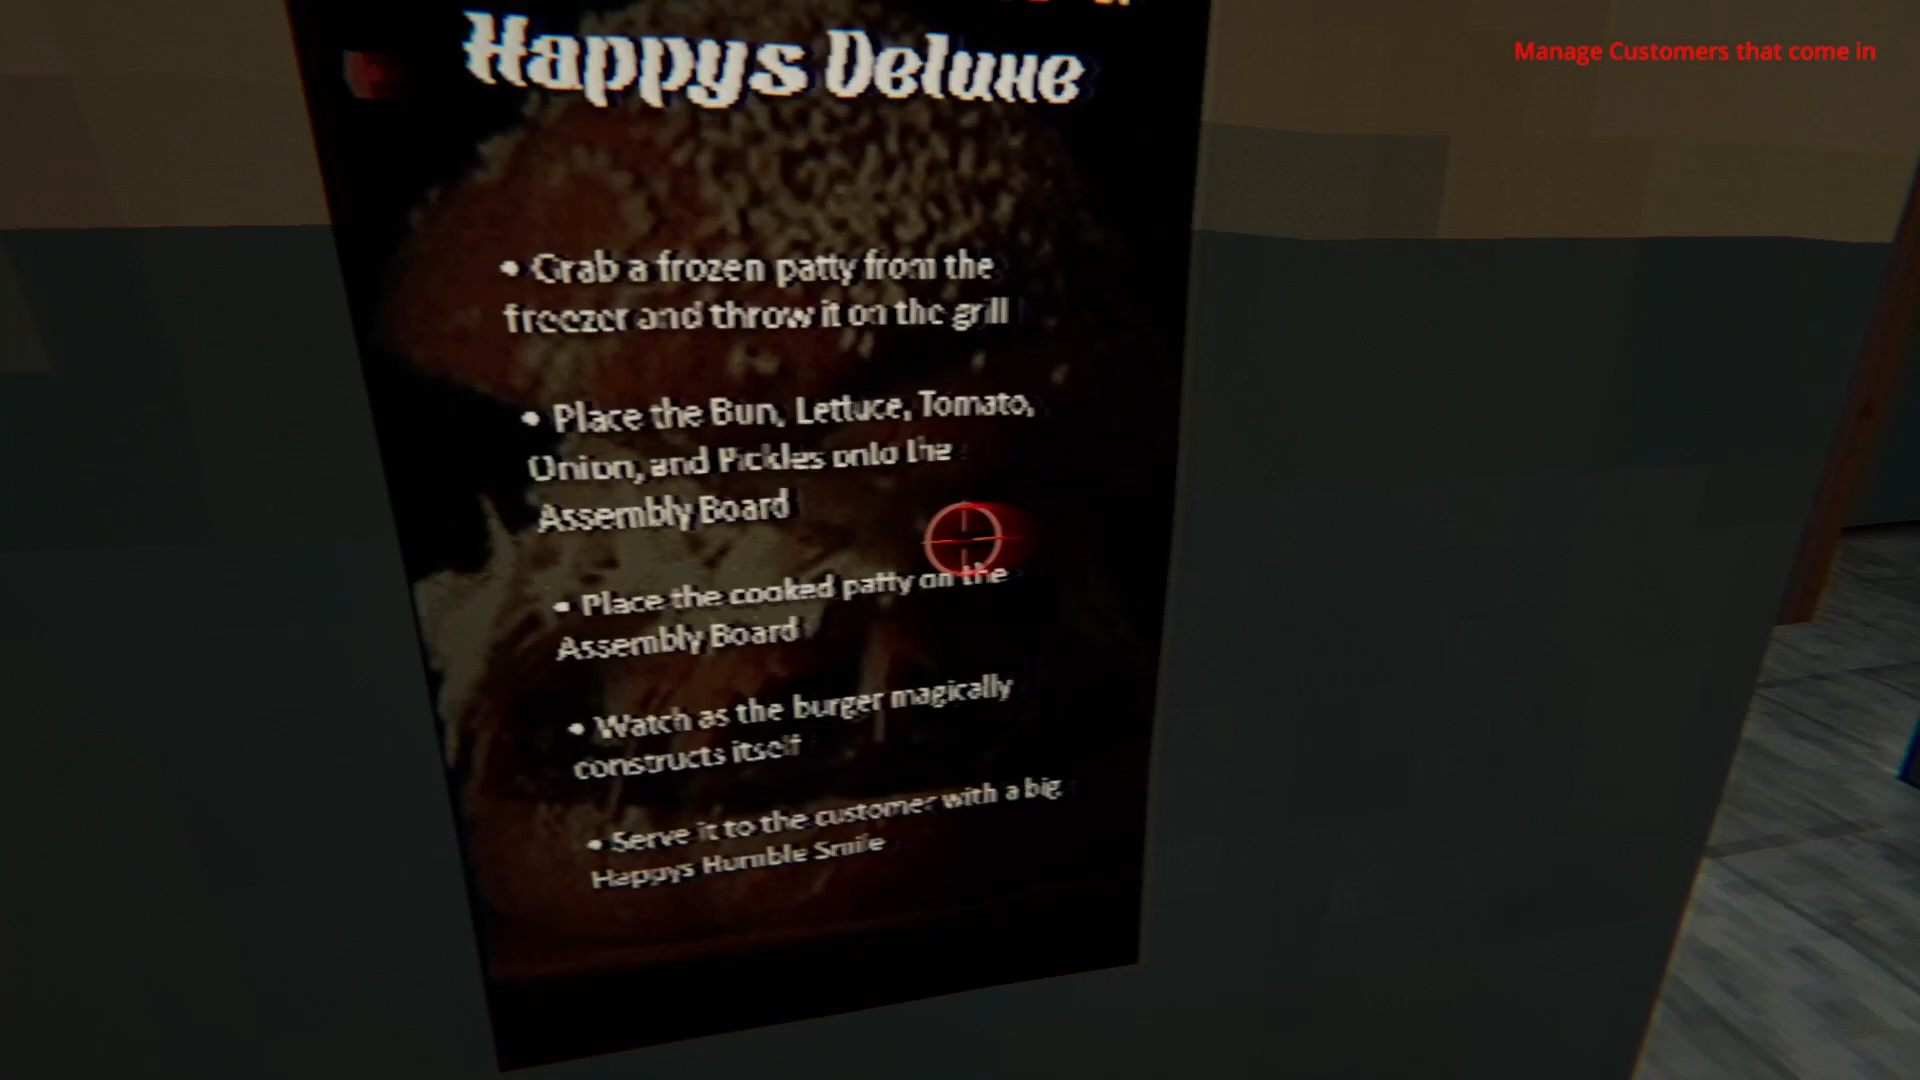 Happys Deluxe
Manage Customers that come in
• Grab a frozen patty from the
freezer and throw it on the grill
• Place the Bun, Lettuce, Tomato,
Onion, and Pickles onto the
Assembly Board
• Place the cooked patty on the
Assembly Board
• Watch as the burger magically
constructs itself
• Serve it to the customer with a big
Happys Humble Smile